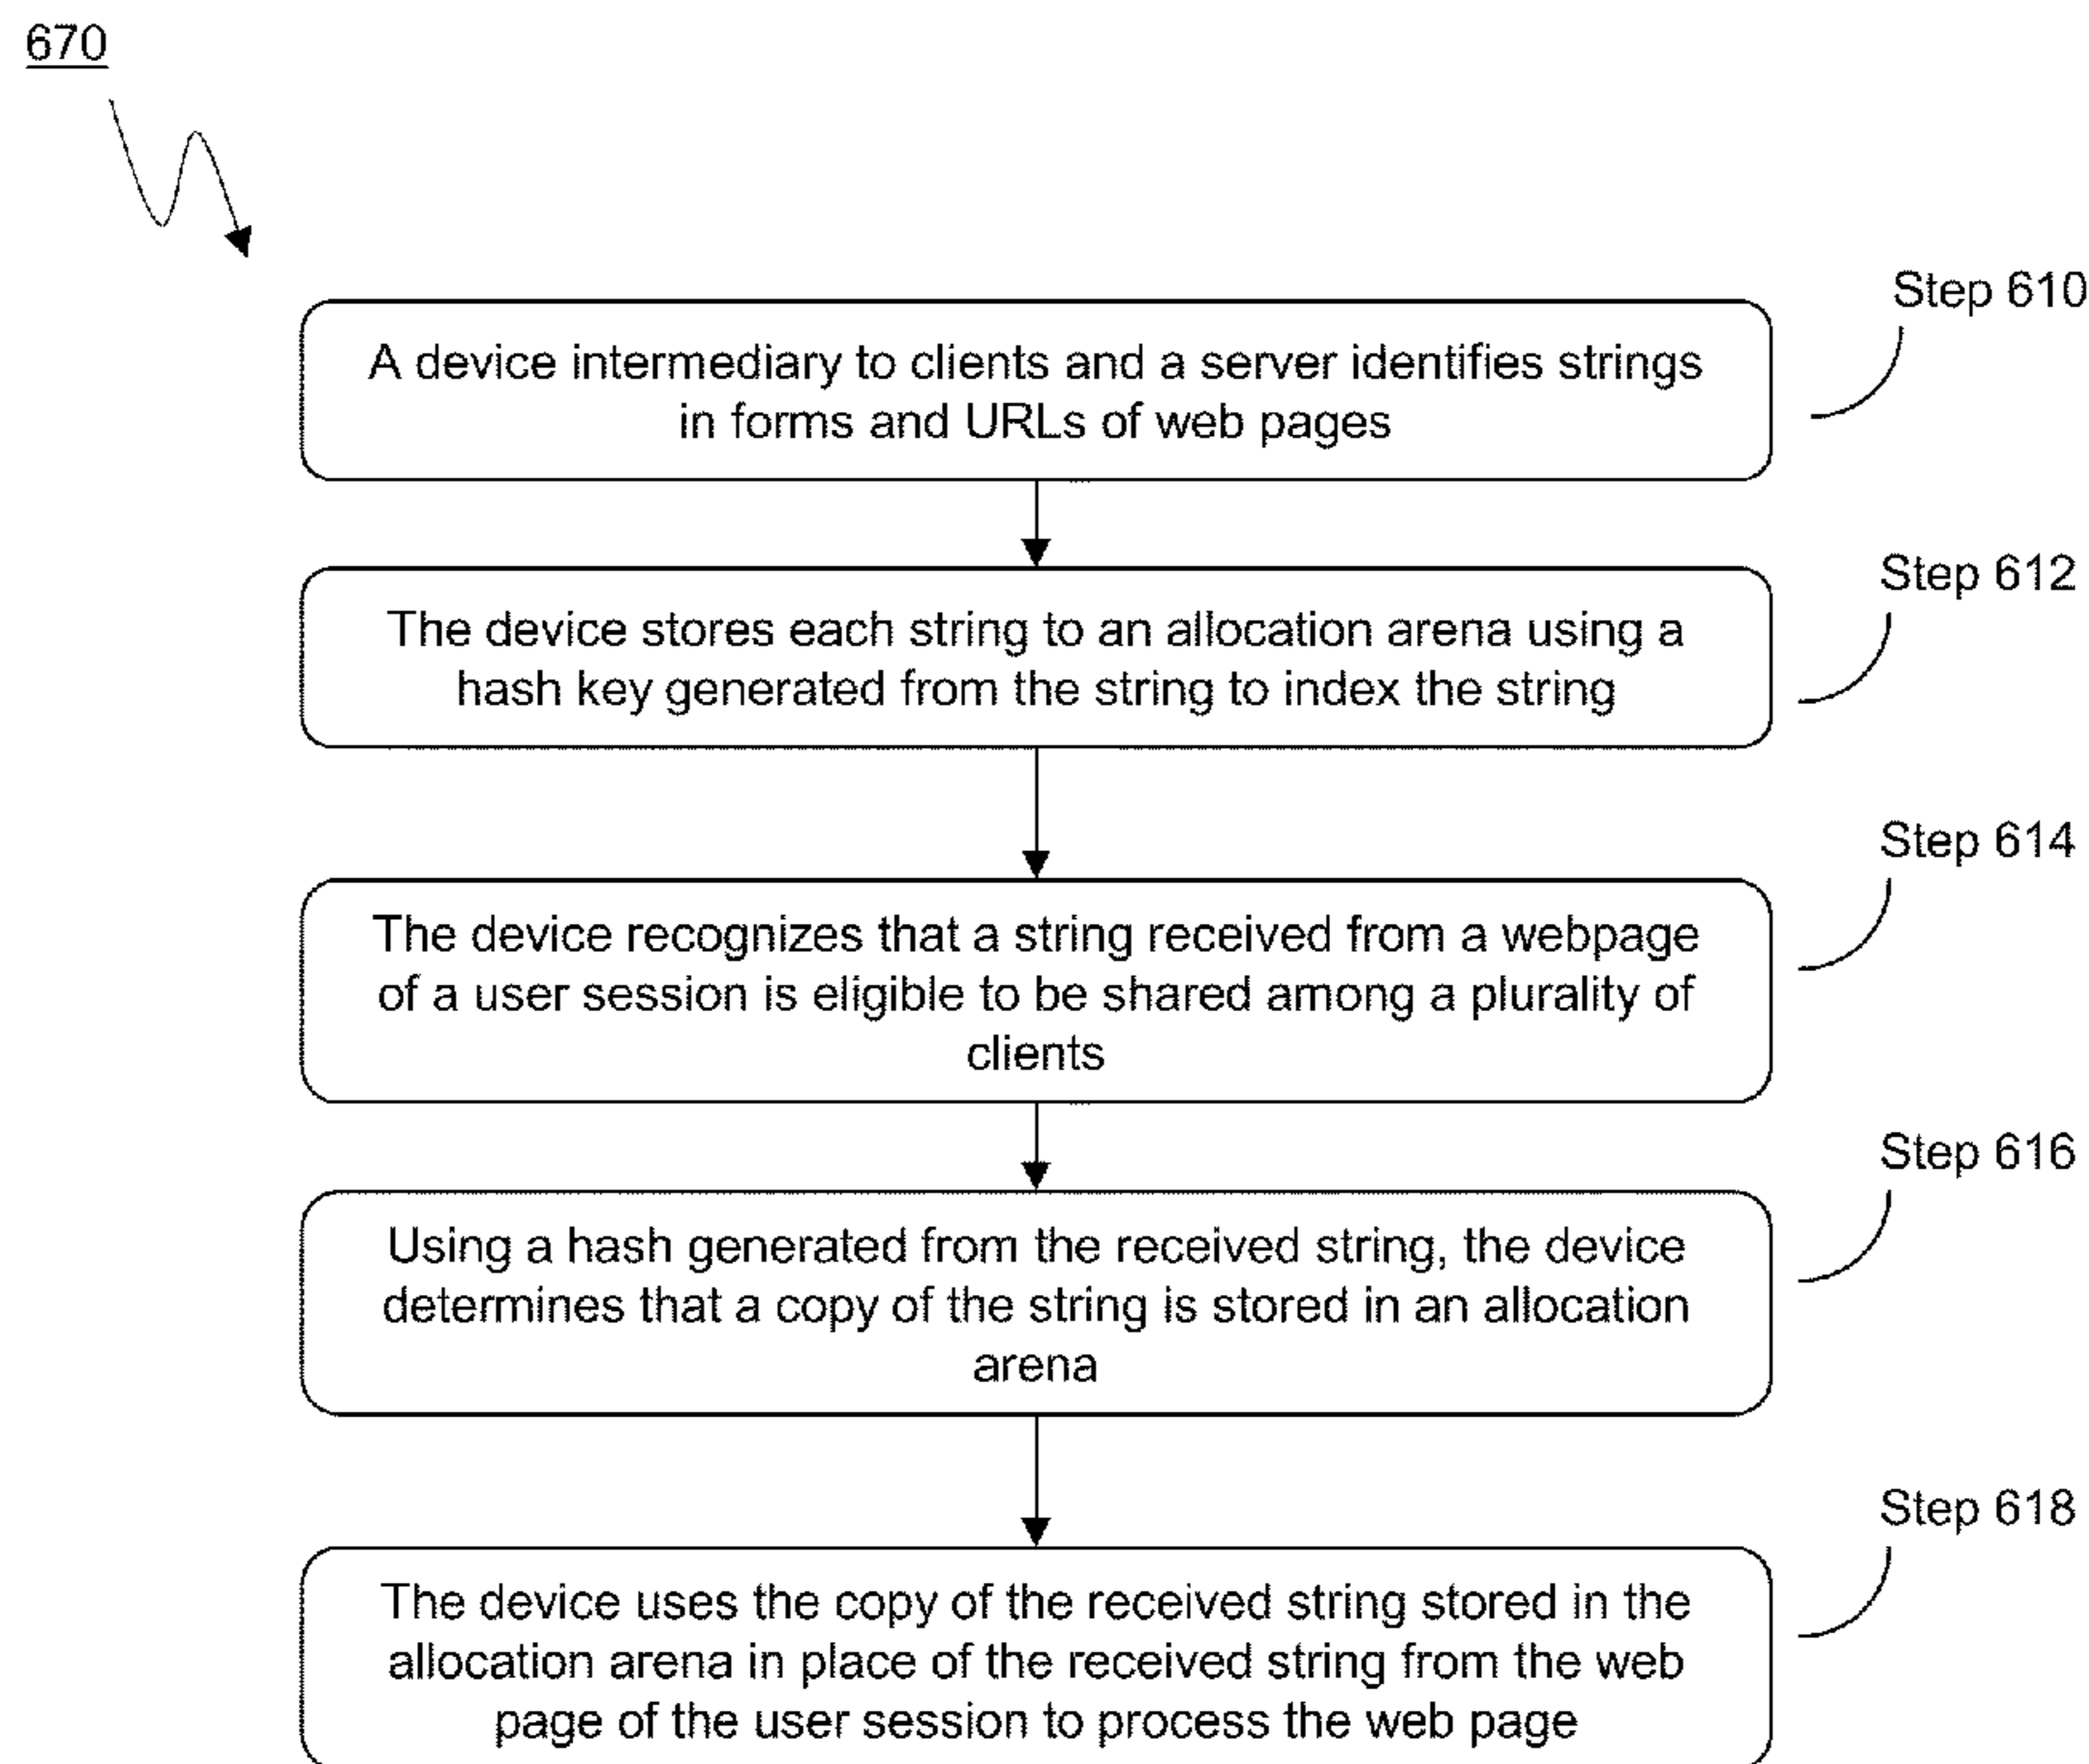 670
Step 610
A device intermediary to clients and a server identifies strings
in forms and URLs of web pages
Step 612
The device stores each string to an allocation arena using a
hash key generated from the string to index the string
Step 614
The device recognizes that a string received from a webpage
of a user session is eligible to be shared among a plurality of
clients
Step 616
Using a hash generated from the received string, the device
determines that a copy of the string is stored in an allocation
arena
Step 618
The device uses the copy of the received string stored in the
allocation arena in place of the received string from the web
page of the user session to process the web page